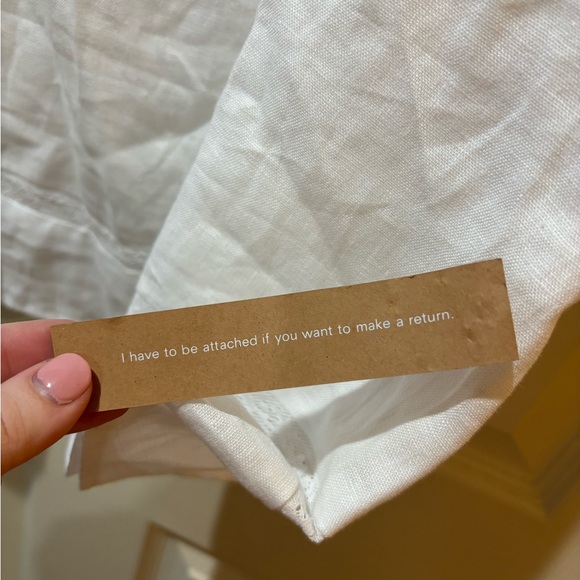 I have to be attached if you want to make a return.